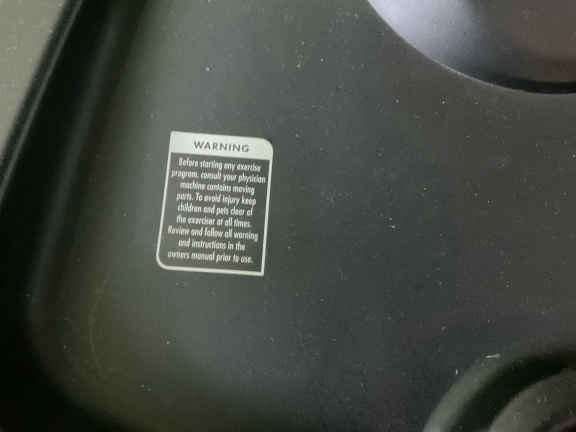 WARNING
Before starting any exercise
program, consult your physician
machine contains moving
parts. To avoid injury keep
children and pets clear of
the exerciser at all times.
Review and follow all warning
and instructions in the
owners manual prior to use.